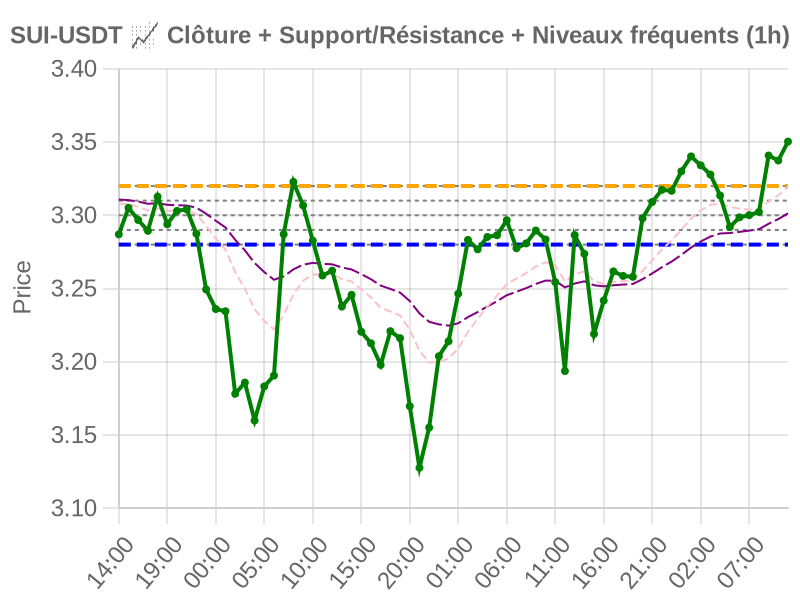 SUI-USDT 📈 Clôture + Support/Résistance + Niveaux fréquents (1h)
3.40
3.35
3.30
3.25
3.20
3.15
3.10
Price
14:00 19:00 00:00 05:00 10:00 15:00 20:00 01:00 06:00 11:00 16:00 21:00 02:00 07:00